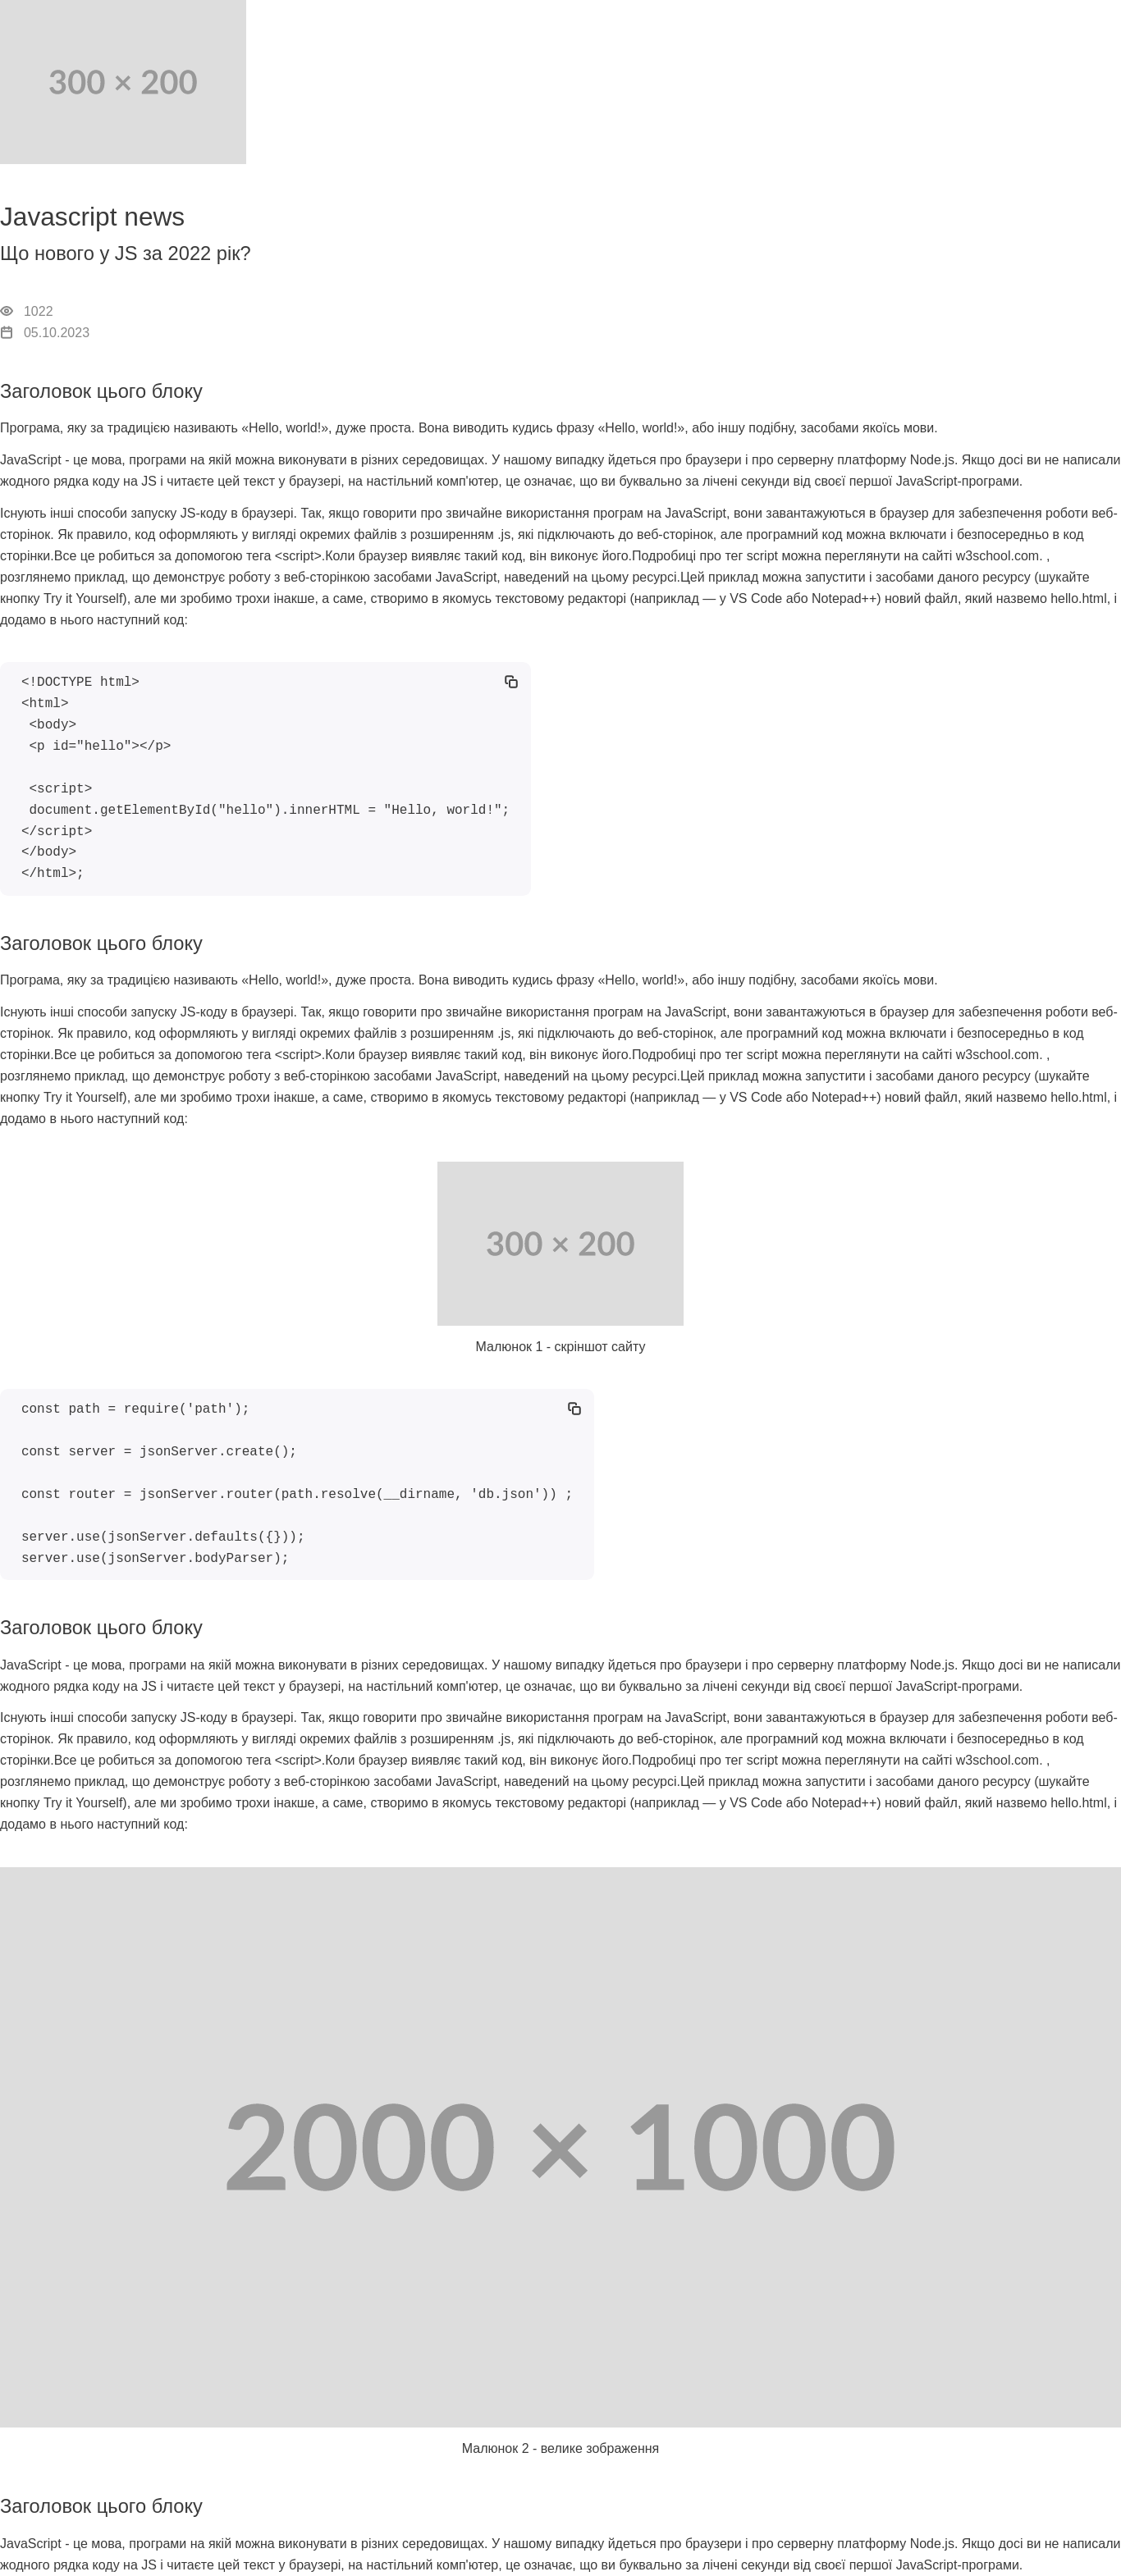 300 × 200
Javascript news
Що нового у JS за 2022 рік?
1022
05.10.2023
Заголовок цього блоку
Програма, яку за традицією називають «Hello, world!», дуже проста. Вона виводить кудись фразу «Hello, world!», або іншу подібну, засобами якоїсь мови.
JavaScript - це мова, програми на якій можна виконувати в різних середовищах. У нашому випадку йдеться про браузери і про серверну платформу Node.js. Якщо досі ви не написали
жодного рядка коду на JS і читаєте цей текст у браузері, на настільний комп'ютер, це означає, що ви буквально за лічені секунди від своєї першої JavaScript-програми.
Існують інші способи запуску JS-коду в браузері. Так, якщо говорити про звичайне використання програм на JavaScript, вони завантажуються в браузер для забезпечення роботи веб-
сторінок. Як правило, код оформляють у вигляді окремих файлів з розширенням .js, які підключають до веб-сторінок, але програмний код можна включати і безпосередньо в код
сторінки.Все це робиться за допомогою тега <script>.Коли браузер виявляє такий код, він виконує його.Подробиці про тег script можна переглянути на сайті w3school.com. ,
розглянемо приклад, що демонструє роботу з веб-сторінкою засобами JavaScript, наведений на цьому ресурсі.Цей приклад можна запустити і засобами даного ресурсу (шукайте
кнопку Try it Yourself), але ми зробимо трохи інакше, а саме, створимо в якомусь текстовому редакторі (наприклад — у VS Code або Notepad++) новий файл, який назвемо hello.html, і
додамо в нього наступний код:
<!DOCTYPE html>
<html>
<body>
<p id="hello"></p>
<script>
document.getElementById("hello").innerHTML = "Hello, world!";
</script>
</body>
</html>;
Заголовок цього блоку
Програма, яку за традицією називають «Hello, world!», дуже проста. Вона виводить кудись фразу «Hello, world!», або іншу подібну, засобами якоїсь мови.
Існують інші способи запуску JS-коду в браузері. Так, якщо говорити про звичайне використання програм на JavaScript, вони завантажуються в браузер для забезпечення роботи веб-
сторінок. Як правило, код оформляють у вигляді окремих файлів з розширенням .js, які підключають до веб-сторінок, але програмний код можна включати і безпосередньо в код
сторінки.Все це робиться за допомогою тега <script>.Коли браузер виявляє такий код, він виконує його.Подробиці про тег script можна переглянути на сайті w3school.com. ,
розглянемо приклад, що демонструє роботу з веб-сторінкою засобами JavaScript, наведений на цьому ресурсі.Цей приклад можна запустити і засобами даного ресурсу (шукайте
кнопку Try it Yourself), але ми зробимо трохи інакше, а саме, створимо в якомусь текстовому редакторі (наприклад — у VS Code або Notepad++) новий файл, який назвемо hello.html, і
додамо в нього наступний код:
300 × 200
Малюнок 1 - скріншот сайту
const path = require('path');
const server = jsonServer.create();
const router = jsonServer.router(path.resolve(__dirname, 'db.json')) ;
server.use(jsonServer.defaults({}));
server.use(jsonServer.bodyParser);
Заголовок цього блоку
JavaScript - це мова, програми на якій можна виконувати в різних середовищах. У нашому випадку йдеться про браузери і про серверну платформу Node.js. Якщо досі ви не написали
жодного рядка коду на JS і читаєте цей текст у браузері, на настільний комп'ютер, це означає, що ви буквально за лічені секунди від своєї першої JavaScript-програми.
Існують інші способи запуску JS-коду в браузері. Так, якщо говорити про звичайне використання програм на JavaScript, вони завантажуються в браузер для забезпечення роботи веб-
сторінок. Як правило, код оформляють у вигляді окремих файлів з розширенням .js, які підключають до веб-сторінок, але програмний код можна включати і безпосередньо в код
сторінки.Все це робиться за допомогою тега <script>.Коли браузер виявляє такий код, він виконує його.Подробиці про тег script можна переглянути на сайті w3school.com. ,
розглянемо приклад, що демонструє роботу з веб-сторінкою засобами JavaScript, наведений на цьому ресурсі.Цей приклад можна запустити і засобами даного ресурсу (шукайте
кнопку Try it Yourself), але ми зробимо трохи інакше, а саме, створимо в якомусь текстовому редакторі (наприклад — у VS Code або Notepad++) новий файл, який назвемо hello.html, і
додамо в нього наступний код:
2000 × 1000
Малюнок 2 - велике зображення
Заголовок цього блоку
JavaScript - це мова, програми на якій можна виконувати в різних середовищах. У нашому випадку йдеться про браузери і про серверну платформу Node.js. Якщо досі ви не написали
жодного рядка коду на JS і читаєте цей текст у браузері, на настільний комп'ютер, це означає, що ви буквально за лічені секунди від своєї першої JavaScript-програми.